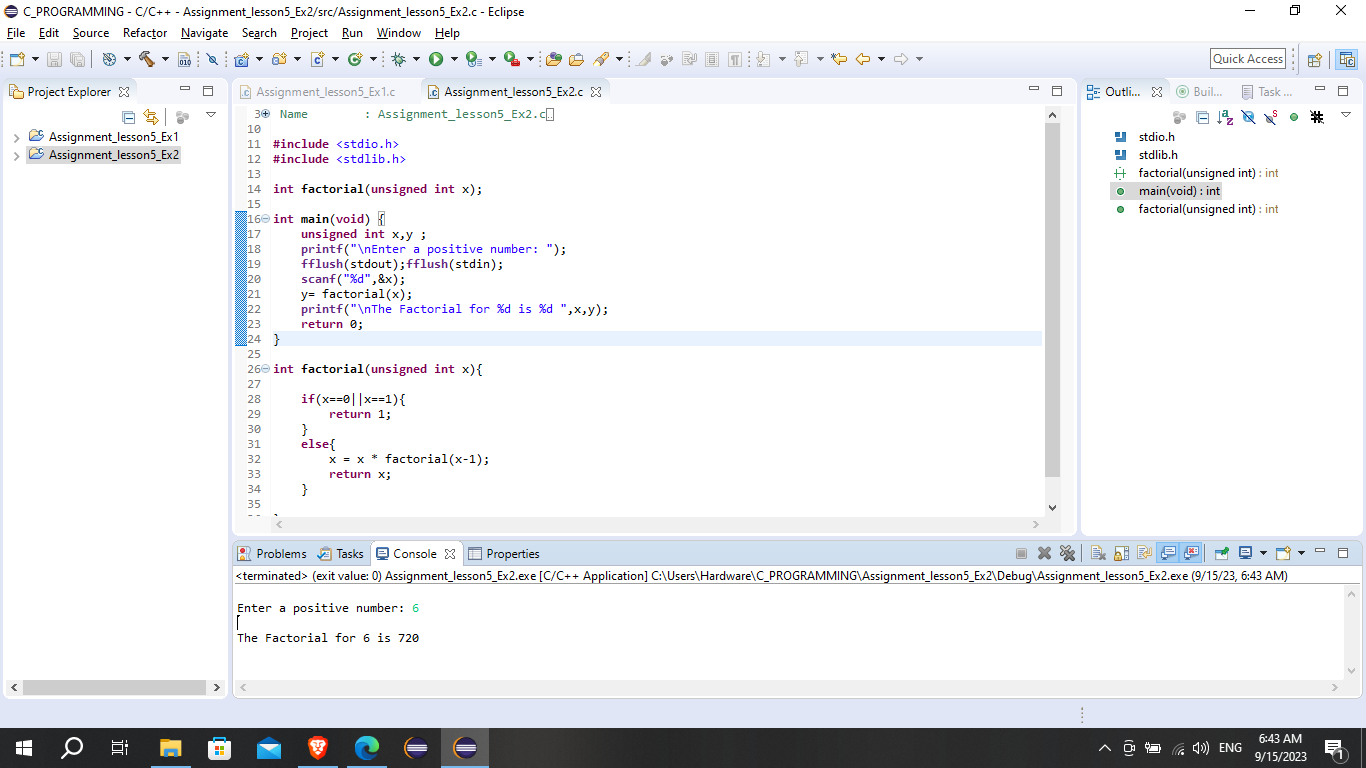 C_PROGRAMMING - C/C++ - Assignment_lesson5_Ex2/src/Assignment_lesson5_Ex2.c - Eclipse
File Edit Source Refactor Navigate Search Project Run Window Help
Quick Access
Project Explorer
Assignment_lesson5_Ex1
Assignment_lesson5_Ex2
Assignment_lesson5_Ex1.c Assignment_lesson5_Ex2.c
3 Name : Assignment_lesson5_Ex2.c
10
11 #include <stdio.h>
12 #include <stdlib.h>
13
14 int factorial(unsigned int x);
15
16 int main(void) {
17 unsigned int x,y ;
18 printf("\nEnter a positive number: ");
19 fflush(stdout);fflush(stdin);
20 scanf("%d",&x);
21 y= factorial(x);
22 printf("\nThe Factorial for %d is %d ",x,y);
23 return 0;
24 }
25
26 int factorial(unsigned int x){
27
28 if(x==0||x==1){
29 return 1;
30 }
31 else{
32 x = x * factorial(x-1);
33 return x;
34 }
35
Outli... Buil... Task ...
stdio.h
stdlib.h
factorial(unsigned int) : int
main(void) : int
factorial(unsigned int) : int
Problems Tasks Console Properties
<terminated> (exit value: 0) Assignment_lesson5_Ex2.exe [C/C++ Application] C:\Users\Hardware\C_PROGRAMMING\Assignment_lesson5_Ex2\Debug\Assignment_lesson5_Ex2.exe (9/15/23, 6:43 AM)
Enter a positive number: 6
The Factorial for 6 is 720
ENG
6:43 AM
9/15/2023
1